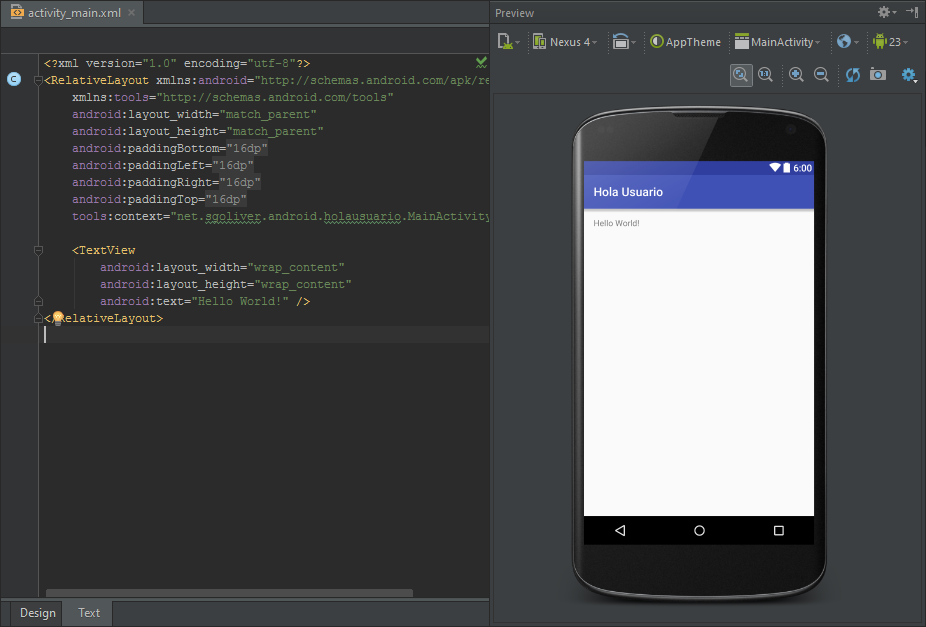 activity_main.xml
<?xml version="1.0" encoding="utf-8"?>
<RelativeLayout xmlns:android="http://schemas.android.com/apk/re
xmlns:tools="http://schemas.android.com/tools"
android:layout_width="match_parent"
android:layout_height="match_parent"
android:paddingBottom="16dp"
android:paddingLeft="16dp"
android:paddingRight="16dp"
android:paddingTop="16dp"
tools:context="net.sgoliver.android.holausuario.MainActivity
<TextView
android:layout_width="wrap_content"
android:layout_height="wrap_content"
android:text="Hello World!" />
</RelativeLayout>
Design Text
Preview
Nexus 4 AppTheme MainActivity 23
6:00
Hola Usuario
Hello World!